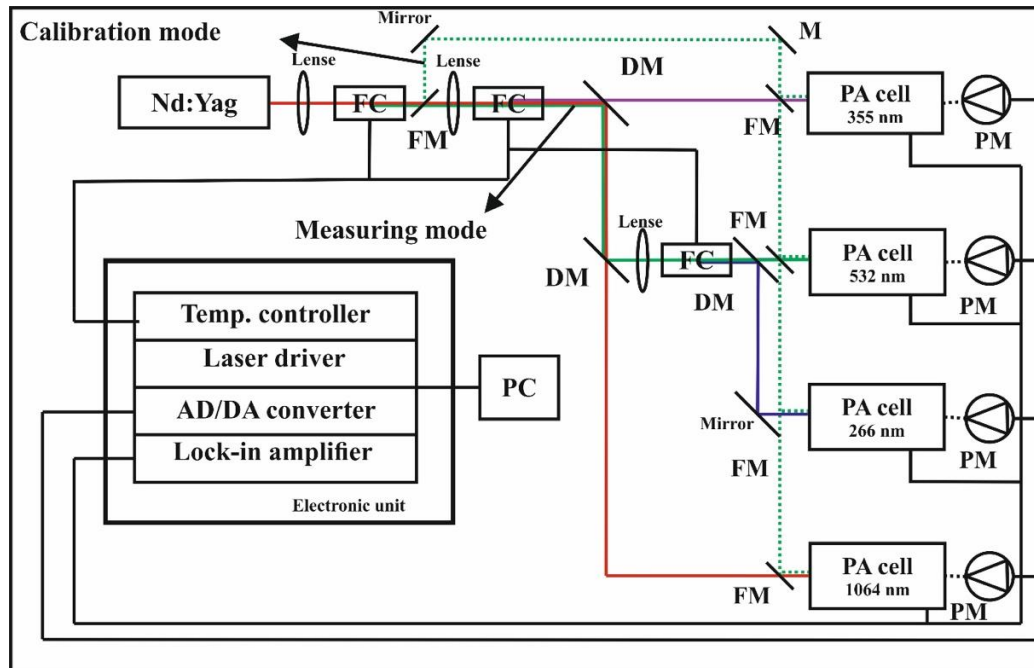 Calibration mode
Mirror
M
Lense
Lense
DM
Nd:Yag
FC
FC
FM
FM
PA cell
355 nm
PM
Measuring mode
Lense
FM
DM
FC
DM
PA cell
532 nm
PM
Temp. controller
Laser driver
AD/DA converter
Lock-in amplifier
Electronic unit
PC
Mirror
FM
PA cell
266 nm
PM
FM
PA cell
1064 nm
PM